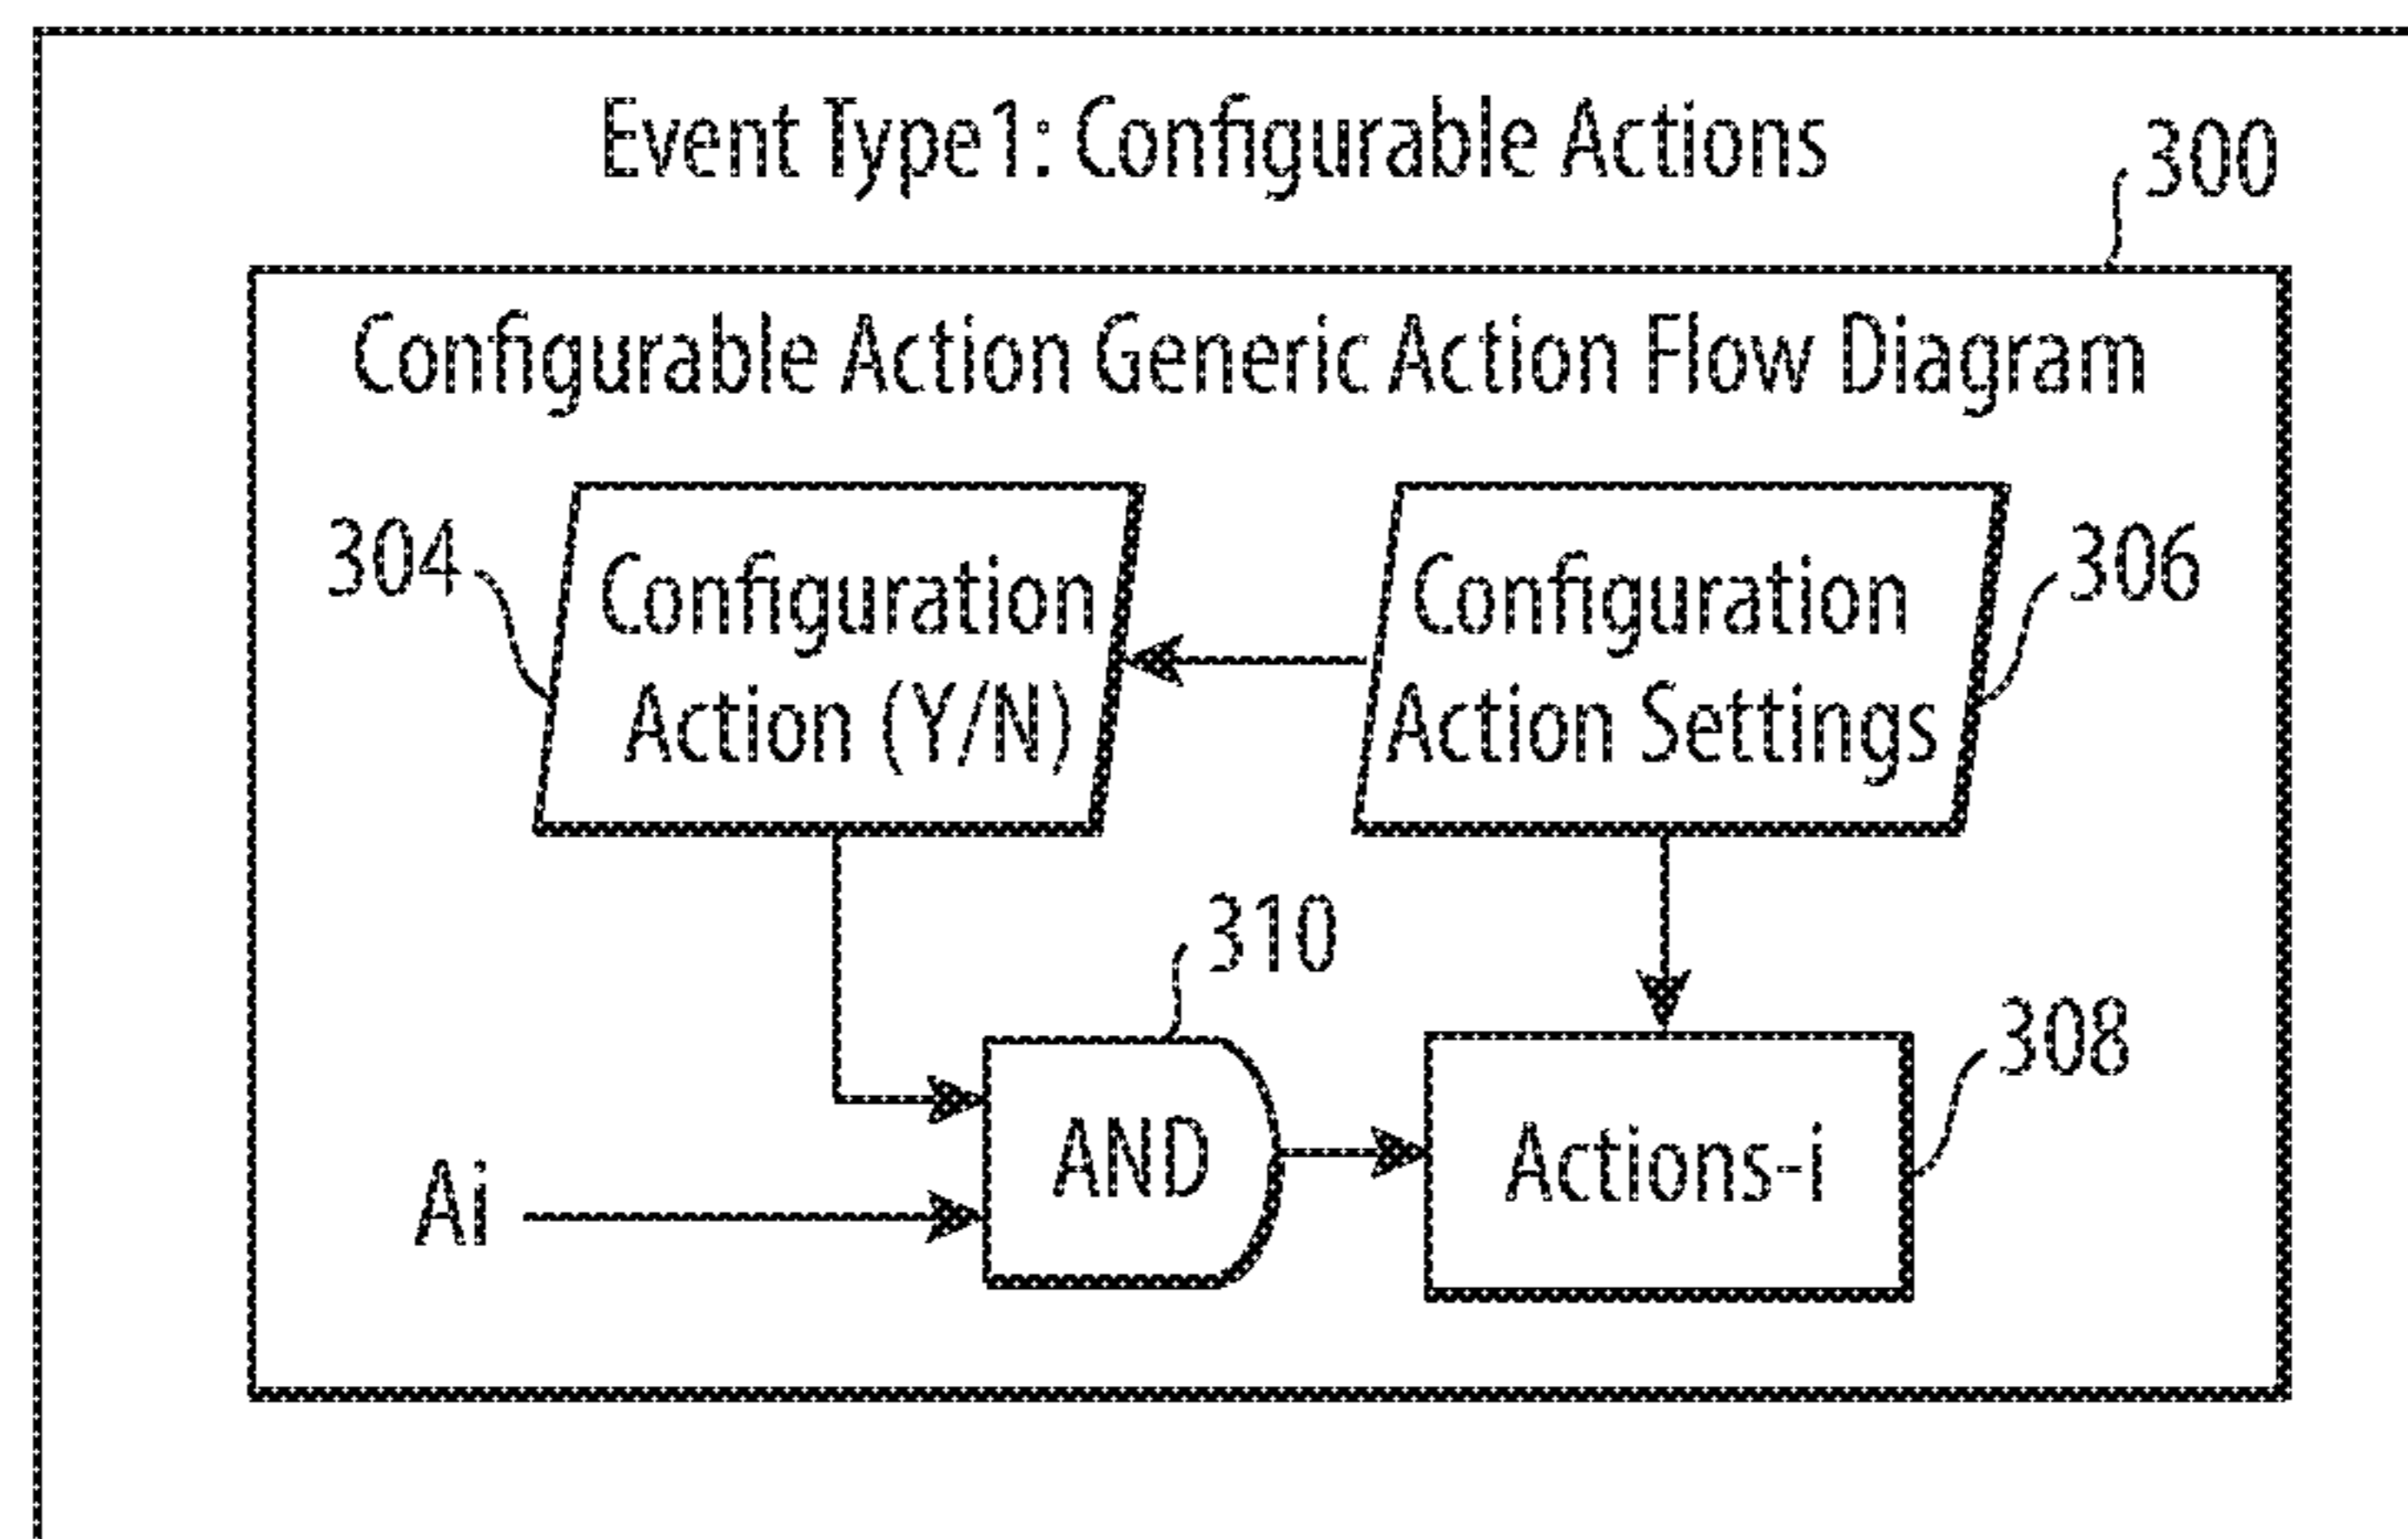 Event Type1: Configurable Actions
300
Configurable Action Generic Action Flow Diagram
304
Configuration
Action (Y/N)
Configuration
Action Settings
306
310
308
AND
Actions-i
Ai